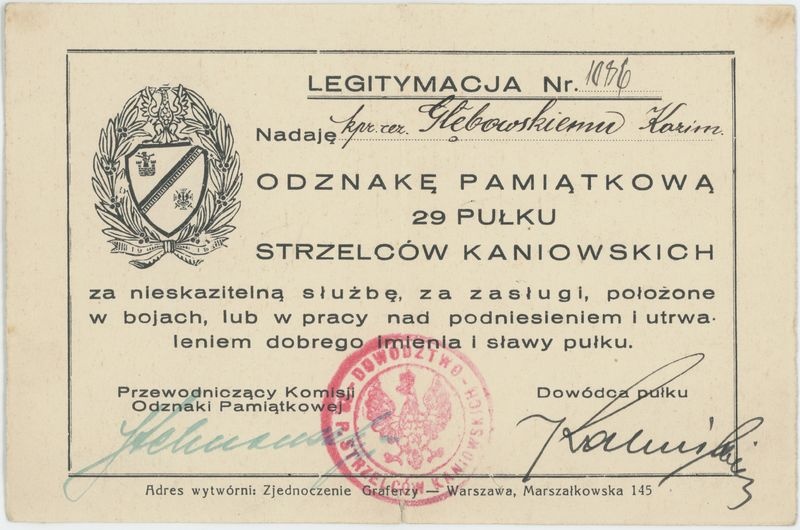 LEGITYMACJA Nr. 1086
Nadaję kpr. rez. Głębowskiemu Kazim.
ODZNAKĘ PAMIĄTKOWĄ
29 PUŁKU
STRZELCÓW KANIOWSKICH
za nieskazitelną służbę, za zasługi, położone
w bojach, lub w pracy nad podniesieniem i utrwa-
leniem dobrego imienia i sławy pułku.
DOWÓDZTWO
P. STRZELCÓW KANIOWSKICH
Przewodniczący Komisji
Odznaki Pamiątkowej
Dowódca pułku
Adres wytwórni: Zjednoczenie Graferzy — Warszawa, Marszałkowska 145